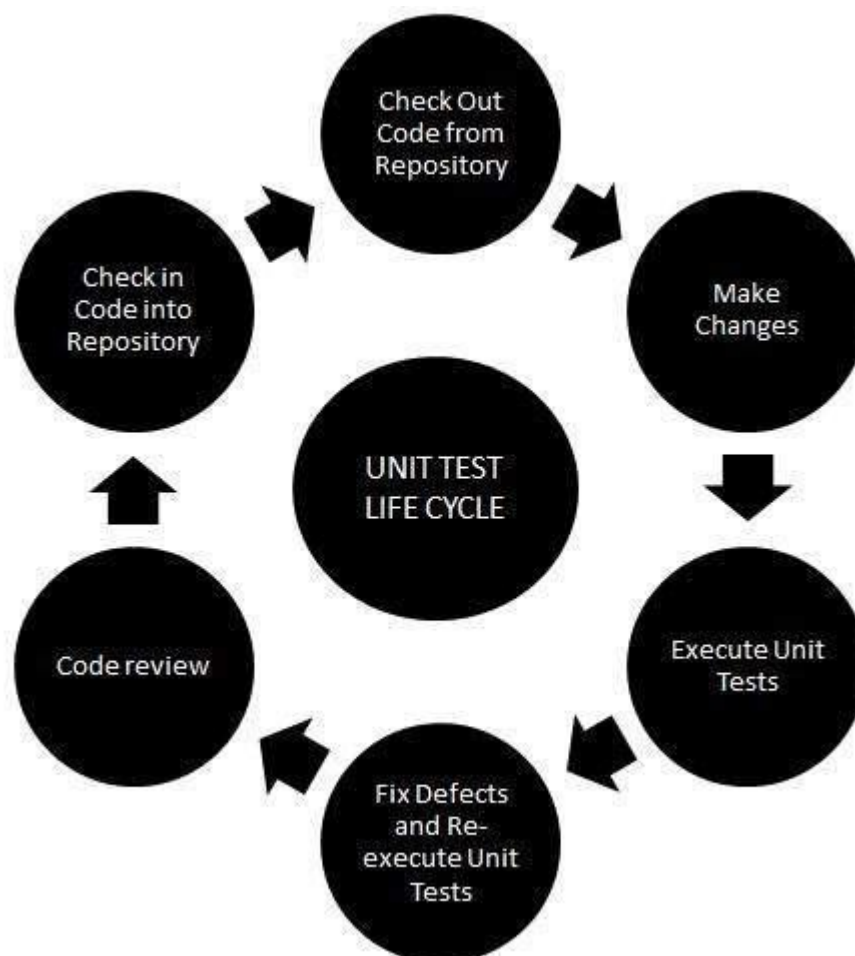 Check Out
Code from
Repository
Make
Changes
Execute Unit
Tests
Fix Defects
and Re-
execute Unit
Tests
Code review
Check in
Code into
Repository
UNIT TEST
LIFE CYCLE